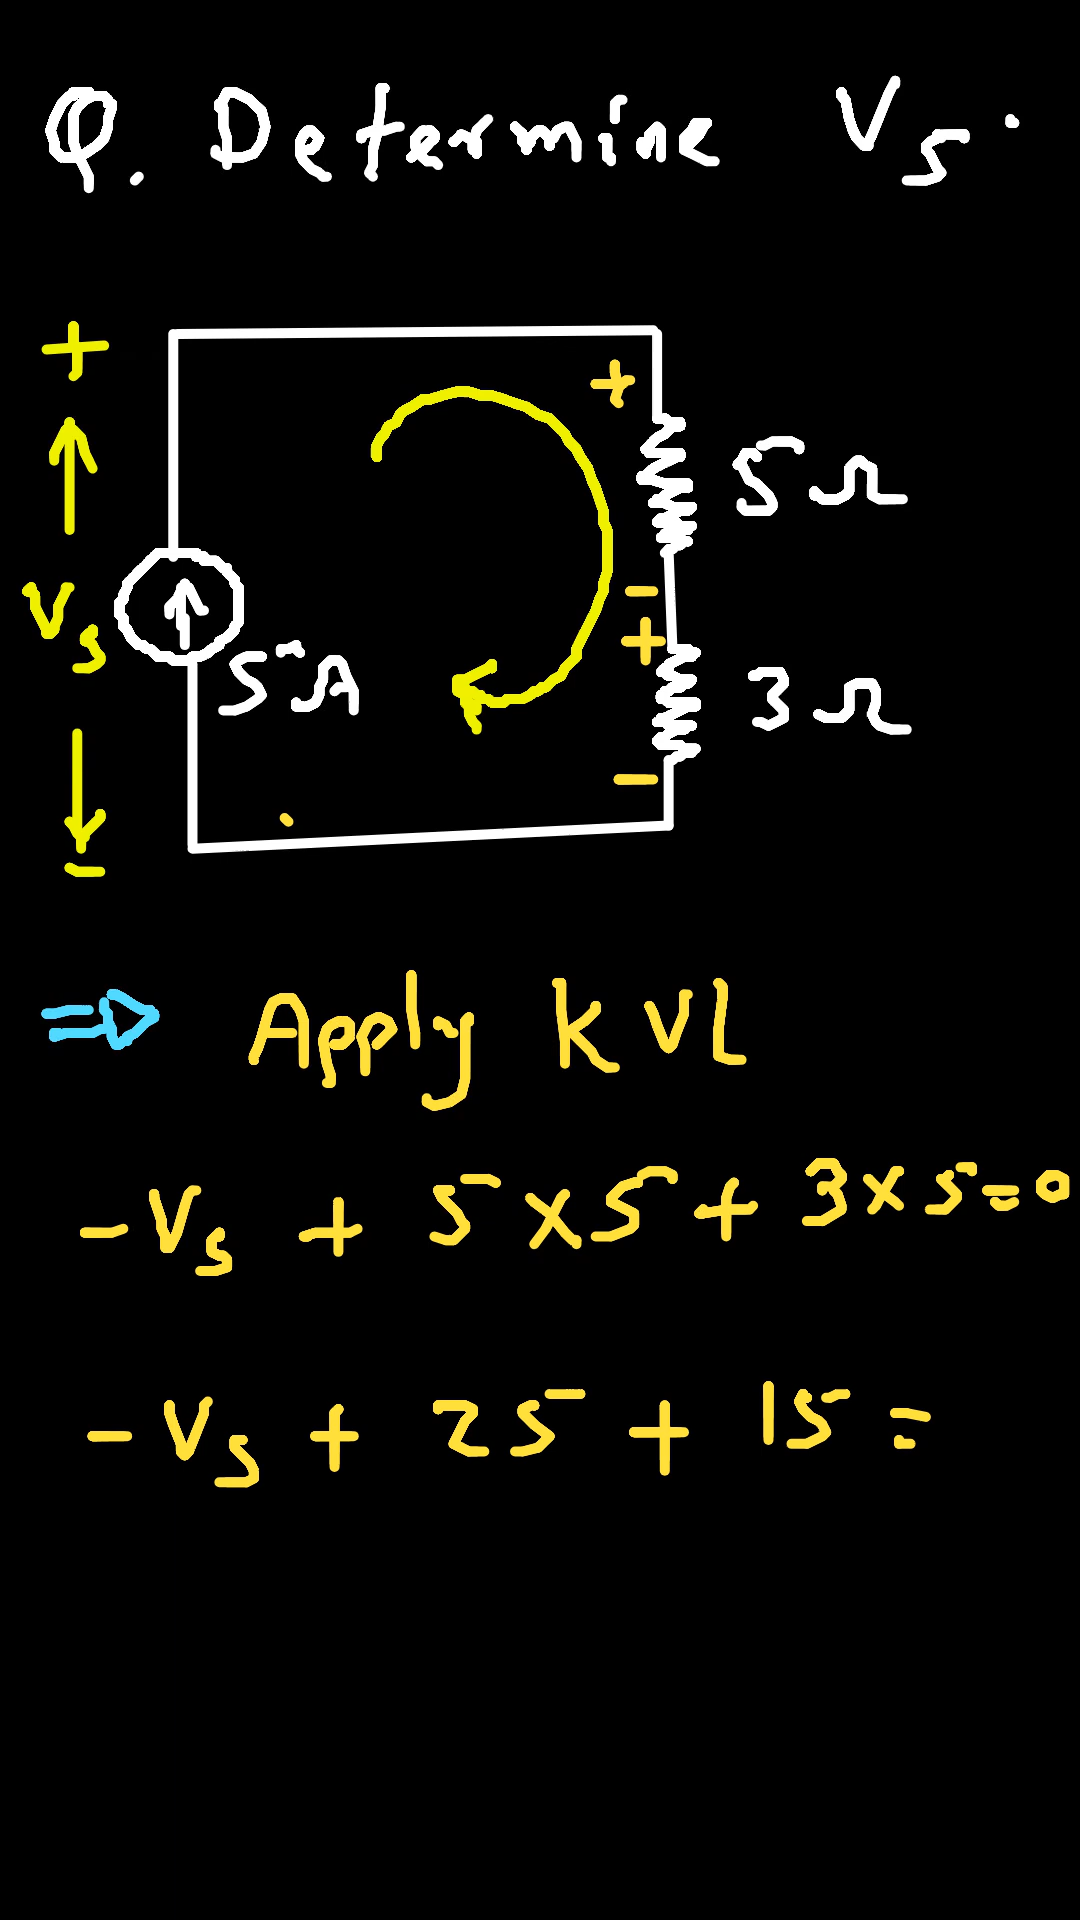 Q. Determine Vs.
+
+
5Ω
Vs
5A
-
+
3Ω
-
-
⇒ Apply KVL
-Vs + 5×5 + 3×5=0
-Vs + 25 + 15 =